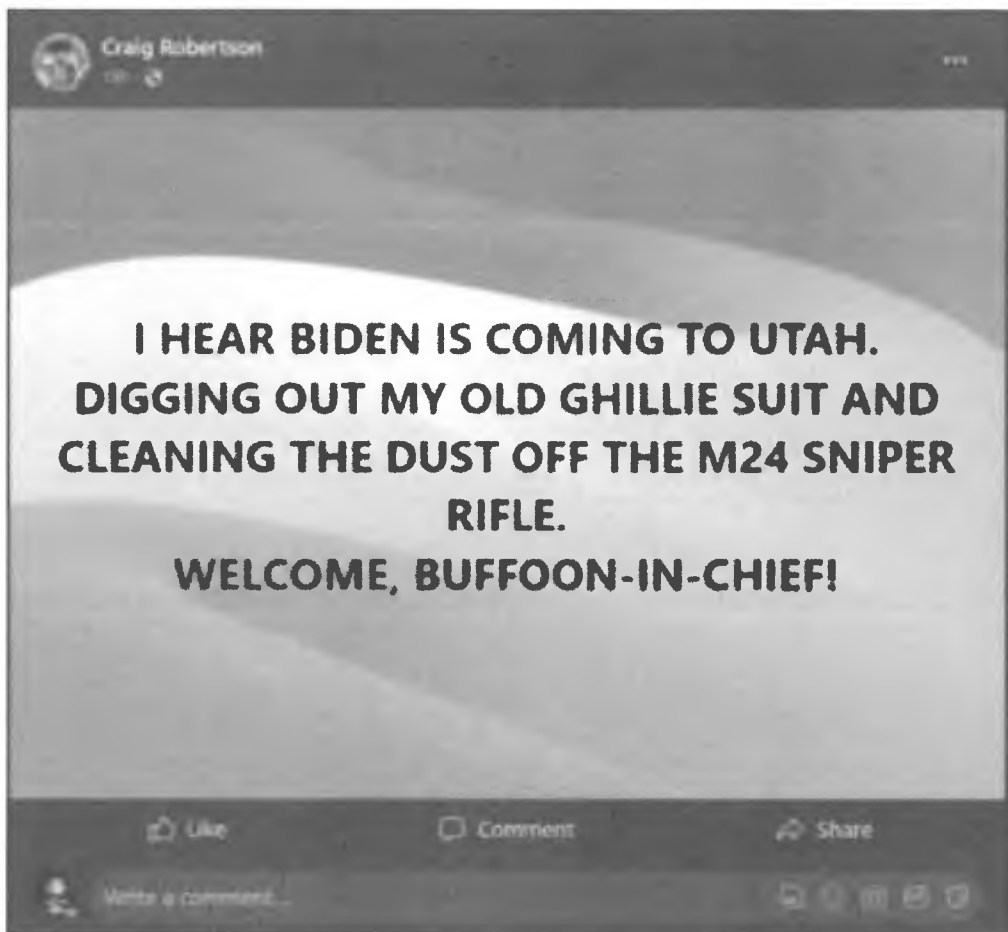 Craig Robertson
I HEAR BIDEN IS COMING TO UTAH.
DIGGING OUT MY OLD GHILLIE SUIT AND
CLEANING THE DUST OFF THE M24 SNIPER
RIFLE.
WELCOME, BUFFOON-IN-CHIEF!
Like Comment Share
Write a comment...